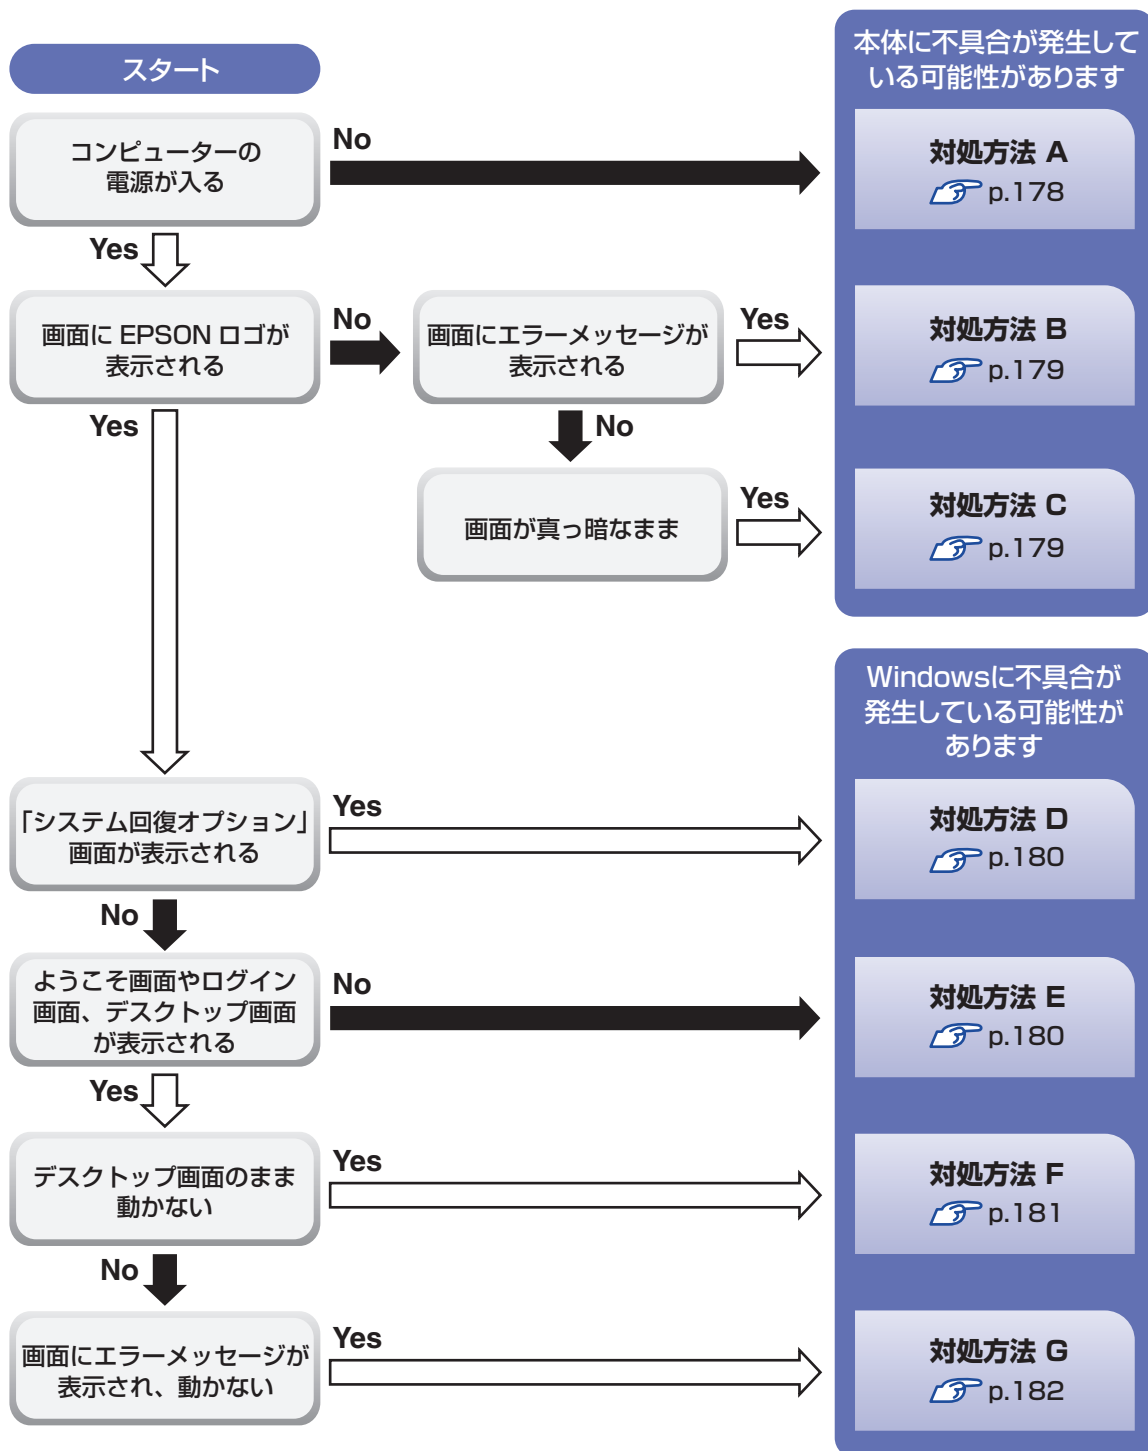 スタート
コンピューターの
電源が入る
No
Yes
画面に EPSON ロゴが
表示される
No
画面にエラーメッセージが
表示される
Yes
No
画面が真っ暗なまま
Yes
Yes
「システム回復オプション」
画面が表示される
Yes
No
ようこそ画面やログイン
画面、デスクトップ画面
が表示される
No
Yes
デスクトップ画面のまま
動かない
Yes
No
画面にエラーメッセージが
表示され、動かない
Yes
本体に不具合が発生して
いる可能性があります
対処方法 A
p.178
対処方法 B
p.179
対処方法 C
p.179
Windowsに不具合が
発生している可能性が
あります
対処方法 D
p.180
対処方法 E
p.180
対処方法 F
p.181
対処方法 G
p.182